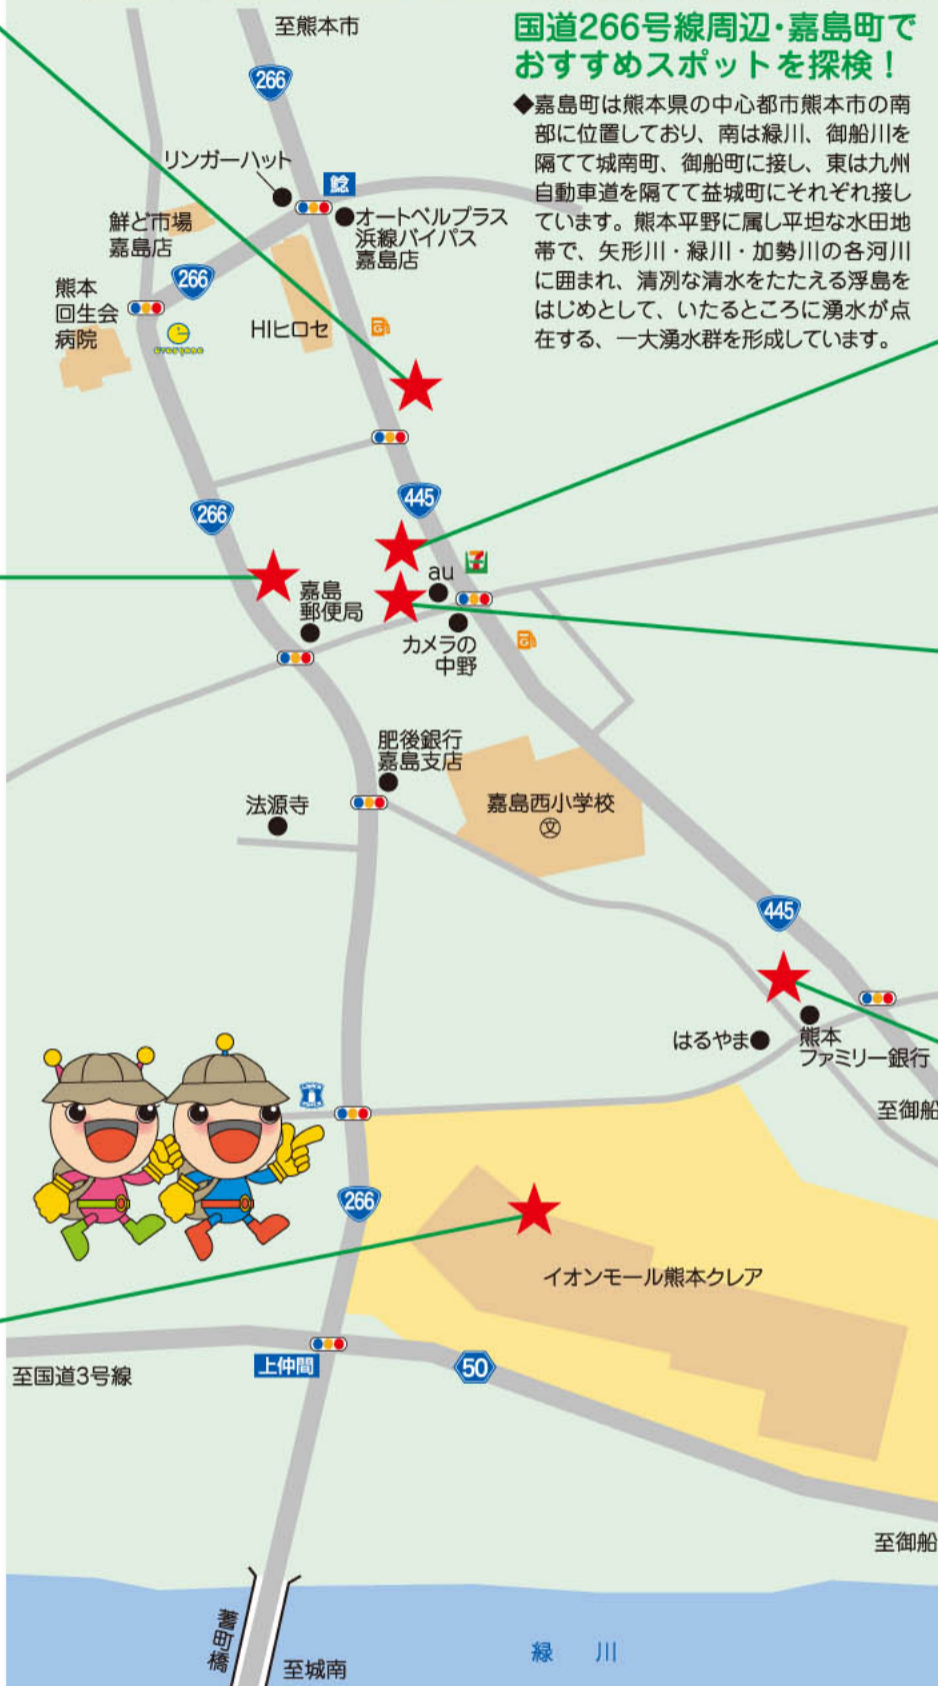 国道266号線周辺・嘉島町で
おすすめスポットを探検！
◆嘉島町は熊本県の中心都市熊本市の南
部に位置しており、南は緑川、御船川を
隔てて城南町、御船町に接し、東は九州
自動車道を隔てて益城町にそれぞれ接し
ています。熊本平野に属し平坦な水田地
帯で、矢形川・緑川・加勢川の各河川
に囲まれ、清冽な清水をたたえる浮島を
はじめとして、いたるところに湧水が点
在する、一大湧水群を形成しています。
至熊本市
266
リンガーハット
鯰
オートベルプラス
浜線バイパス
嘉島店
鮮ど市場
嘉島店
266
熊本
回生会
病院
HIヒロセ
445
266
au
嘉島
郵便局
カメラの
中野
肥後銀行
嘉島支店
法源寺
嘉島西小学校
文
445
はるやま
熊本
ファミリー銀行
至御船
266
イオンモール熊本クレア
至国道3号線
上仲間
50
至御船
町橋
至城南
緑川